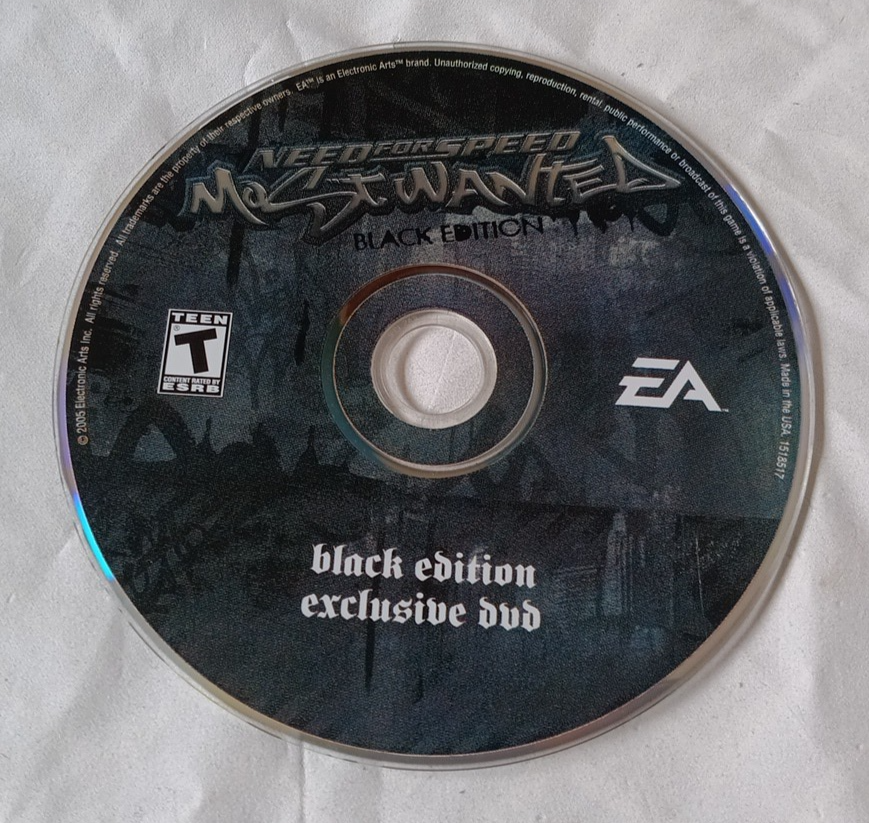 © 2005 Electronic Arts Inc. All rights reserved. All trademarks are the property of their respective owners. EA™ is an Electronic Arts™ brand. Unauthorized copying, reproduction, rental, public performance or broadcast of this game is a violation of applicable laws. Made in the USA. 1518517
NEED FOR SPEED
MOST WANTED
BLACK EDITION
TEEN
T
®
CONTENT RATED BY
ESRB
EA™
black edition
exclusive dvd